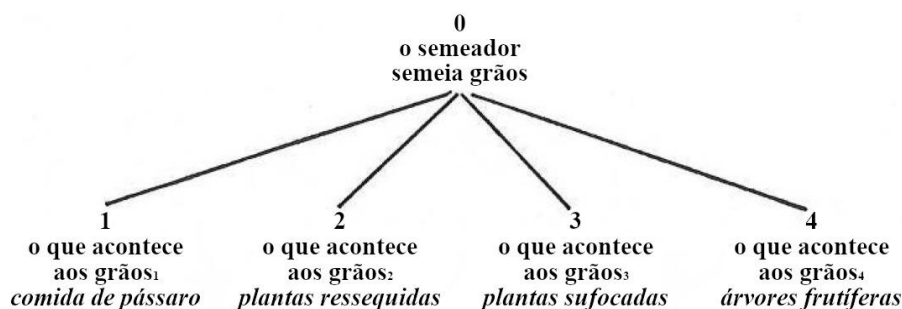 0
o semeador
semeia grãos
1
o que acontece
aos grãos₁
comida de pássaro
2
o que acontece
aos grãos₂
plantas ressequidas
3
o que acontece
aos grãos₃
plantas sufocadas
4
o que acontece
aos grãos₄
árvores frutíferas